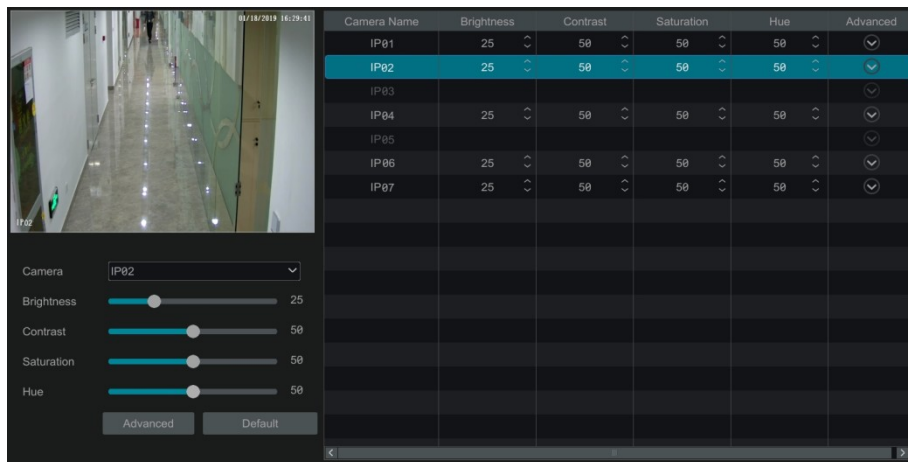 01/18/2019 16:29:41
IP02
Camera IP02
Brightness 25
Contrast 50
Saturation 50
Hue 50
Advanced Default
Camera Name Brightness Contrast Saturation Hue Advanced
IP01 25 50 50 50
IP02 25 50 50 50
IP03
IP04 25 50 50 50
IP05
IP06 25 50 50 50
IP07 25 50 50 50